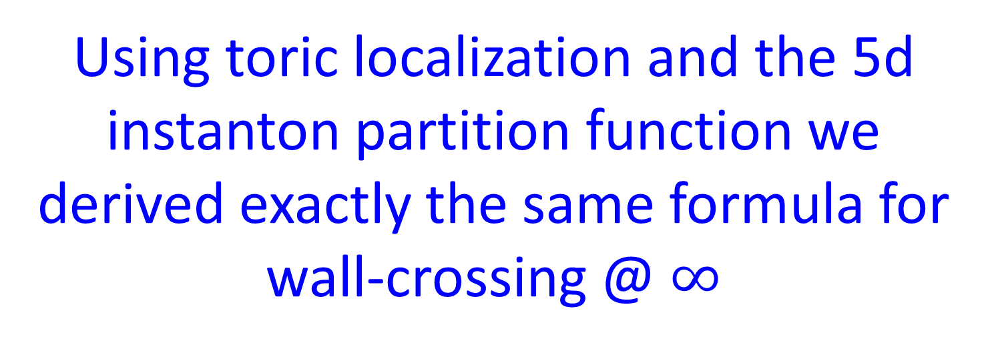 Using toric localization and the 5d
instanton partition function we
derived exactly the same formula for
wall-crossing @ ∞